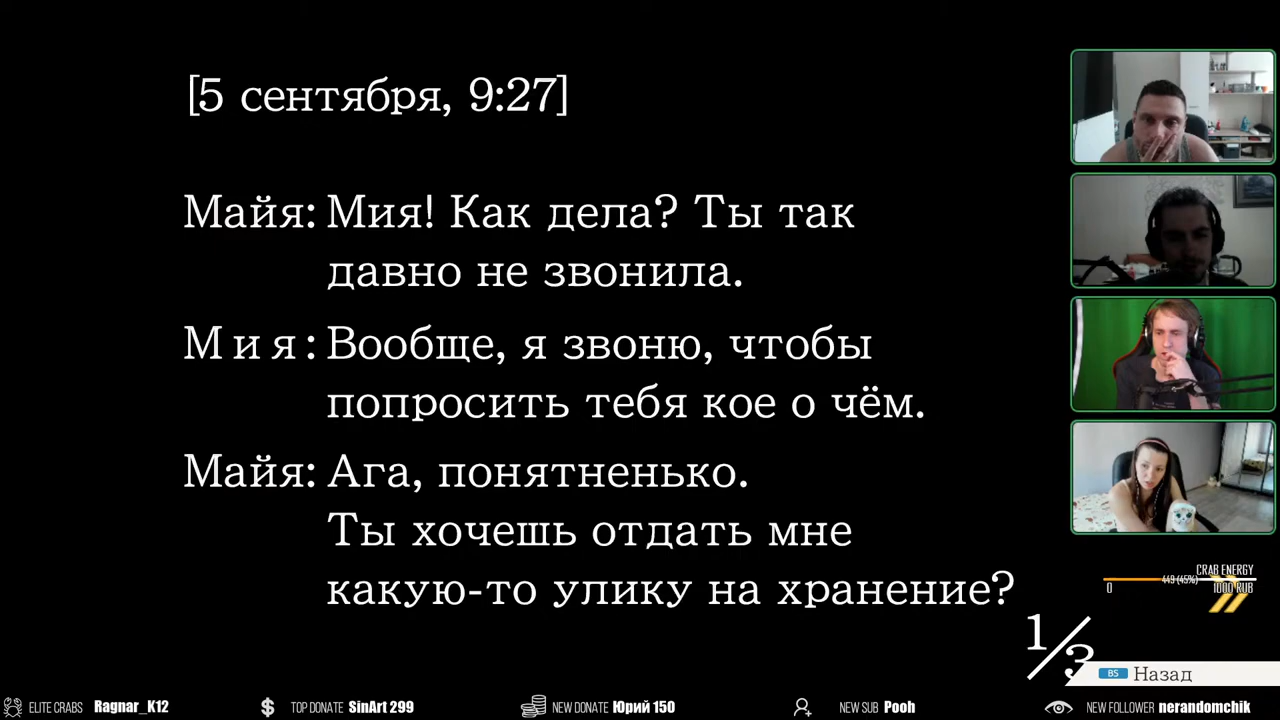 [5 сентября, 9:27]
Майя: Мия! Как дела? Ты так
давно не звонила.
Мия: Вообще, я звоню, чтобы
попросить тебя кое о чём.
Майя: Ага, понятненько.
Ты хочешь отдать мне
какую-то улику на хранение?
1/3
BS Назад
CRAB ENERGY
449 (45%)
0 1000 RUB
ELITE CRABS Ragnar_K12 TOP DONATE SinArt 299 NEW DONATE Юрий 150 NEW SUB Pooh NEW FOLLOWER nerandomchik